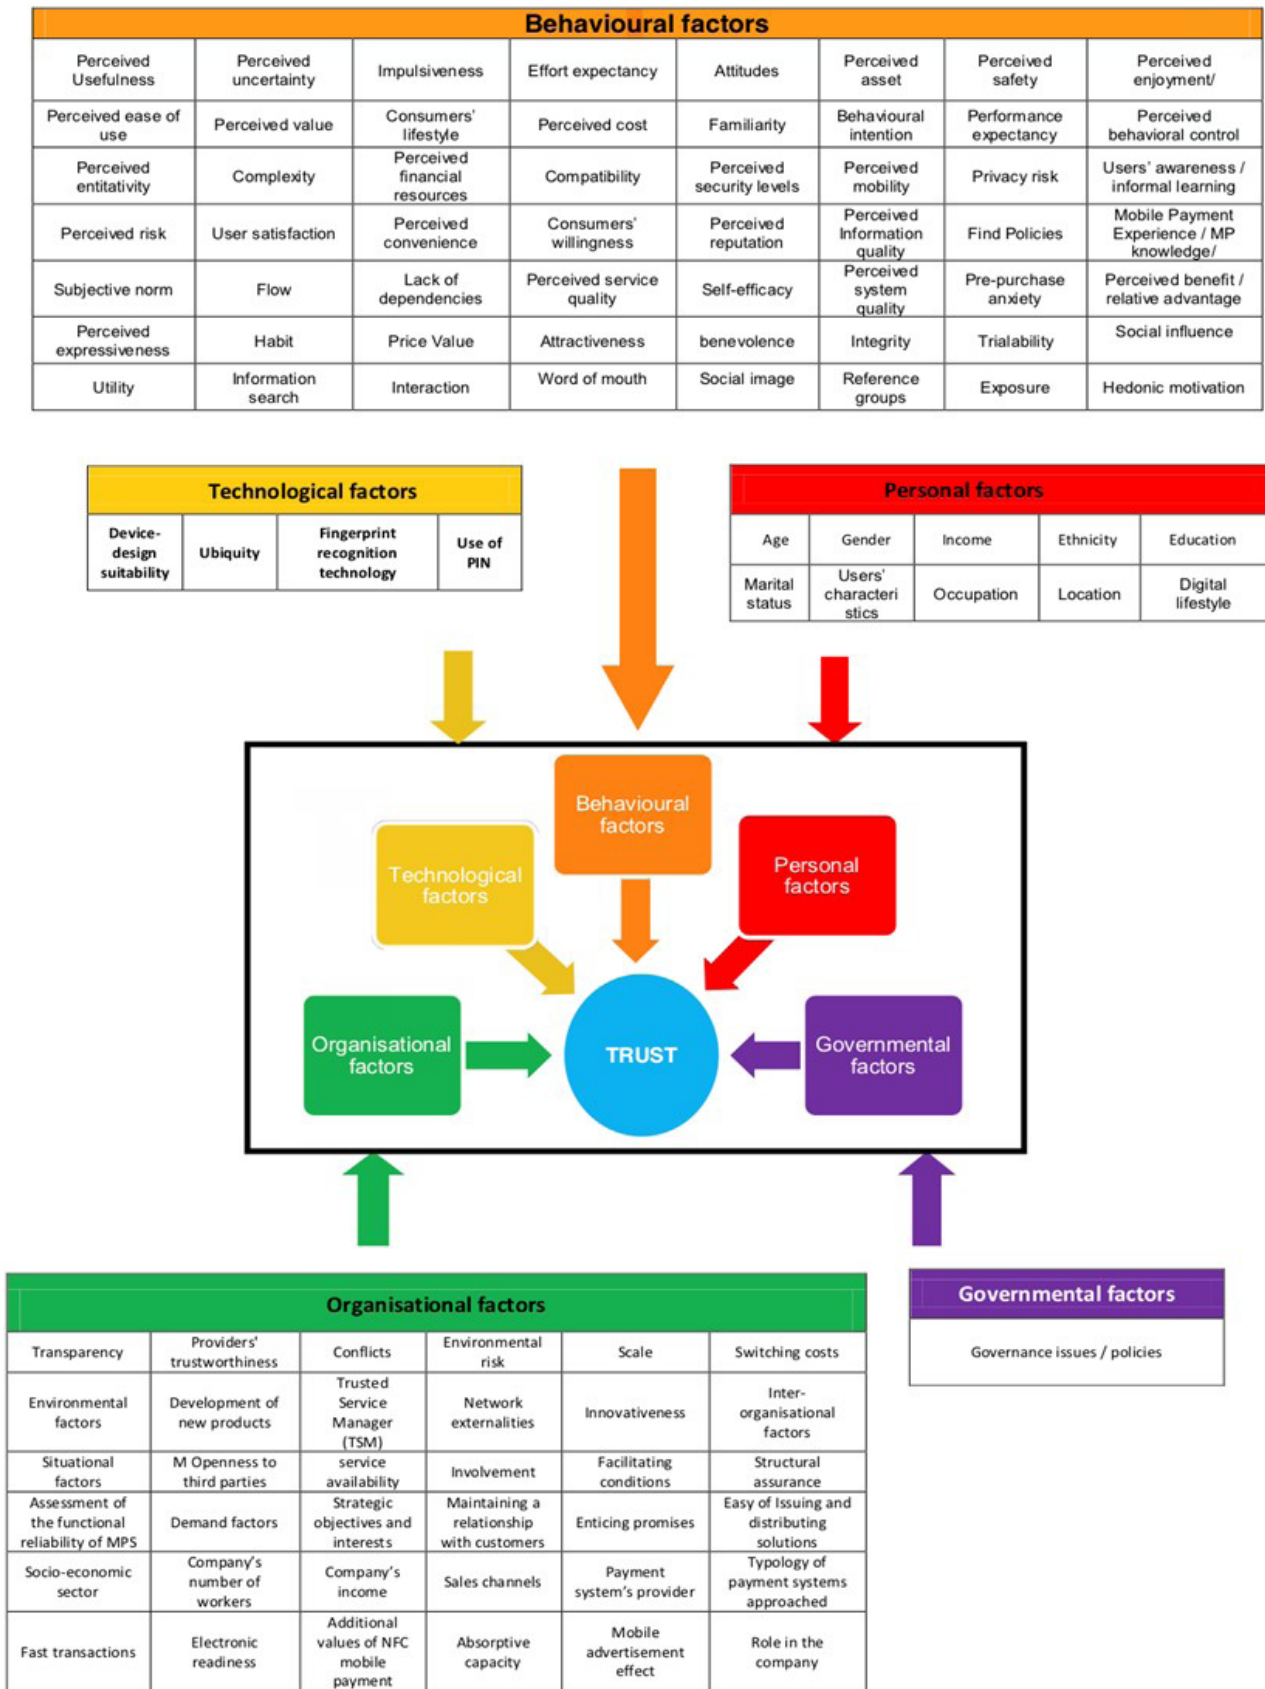 Behavioural factors
Perceived
Usefulness
Perceived
uncertainty
Impulsiveness
Effort expectancy
Attitudes
Perceived
asset
Perceived
safety
Perceived
enjoyment/
Perceived ease of
use
Perceived value
Consumers'
lifestyle
Perceived cost
Familiarity
Behavioural
intention
Performance
expectancy
Perceived
behavioral control
Perceived
entitativity
Complexity
Perceived
financial
resources
Compatibility
Perceived
security levels
Perceived
mobility
Privacy risk
Users' awareness /
informal learning
Perceived risk
User satisfaction
Perceived
convenience
Consumers'
willingness
Perceived
reputation
Perceived
Information
quality
Find Policies
Mobile Payment
Experience / MP
knowledge/
Subjective norm
Flow
Lack of
dependencies
Perceived service
quality
Self-efficacy
Perceived
system
quality
Pre-purchase
anxiety
Perceived benefit /
relative advantage
Perceived
expressiveness
Habit
Price Value
Attractiveness
benevolence
Integrity
Trialability
Social influence
Utility
Information
search
Interaction
Word of mouth
Social image
Reference
groups
Exposure
Hedonic motivation
Technological factors
Device-
design
suitability
Ubiquity
Fingerprint
recognition
technology
Use of
PIN
Personal factors
Age
Gender
Income
Ethnicity
Education
Marital
status
Users'
characteri
stics
Occupation
Location
Digital
lifestyle
Behavioural
factors
Technological
factors
Personal
factors
Organisational
factors
TRUST
Governmental
factors
Organisational factors
Transparency
Providers'
trustworthiness
Conflicts
Environmental
risk
Scale
Switching costs
Environmental
factors
Development of
new products
Trusted
Service
Manager
(TSM)
Network
externalities
Innovativeness
Inter-
organisational
factors
Situational
factors
M Openness to
third parties
service
availability
Involvement
Facilitating
conditions
Structural
assurance
Assessment of
the functional
reliability of MPS
Demand factors
Strategic
objectives and
interests
Maintaining a
relationship
with customers
Enticing promises
Easy of Issuing and
distributing
solutions
Socio-economic
sector
Company's
number of
workers
Company's
income
Sales channels
Payment
system's provider
Typology of
payment systems
approached
Fast transactions
Electronic
readiness
Additional
values of NFC
mobile
payment
Absorptive
capacity
Mobile
advertisement
effect
Role in the
company
Governmental factors
Governance issues / policies